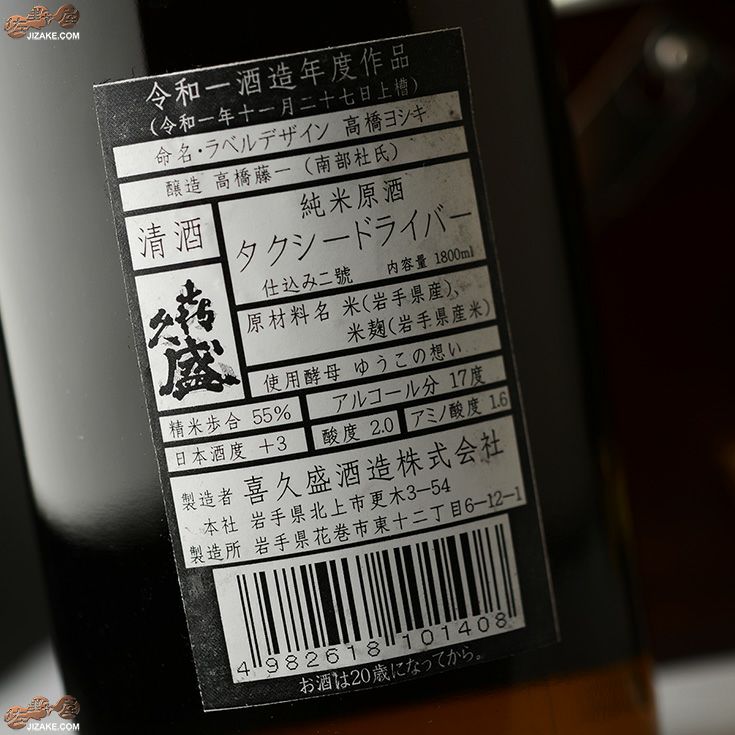 JIZAKE.COM
令和一酒造年度作品
(令和一年十一月二十七日上槽)
命名・ラベルデザイン 高橋ヨシキ
醸造 高橋藤一 (南部杜氏)
清酒
純米原酒
タクシードライバー
仕込み二號 内容量 1800ml
喜久盛
原材料名 米(岩手県産)、
米麹(岩手県産米)
使用酵母 ゆうこの想い
精米歩合 55%
アルコール分 17度
日本酒度 +3
酸度 2.0
アミノ酸度 1.6
製造者 喜久盛酒造株式会社
本社 岩手県北上市更木3-54
製造所 岩手県花巻市東十二丁目6-12-1
4 982618 101408
お酒は20歳になってから。
JIZAKE.COM